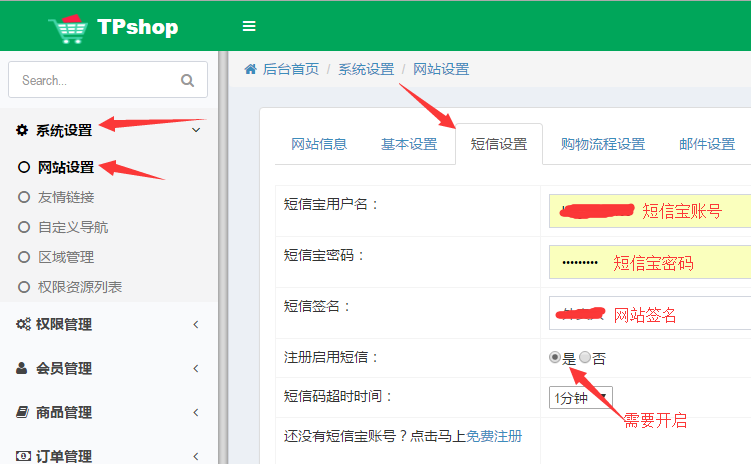 TPshop
Search...
后台首页 / 系统设置 / 网站设置
系统设置
网站设置
友情链接
自定义导航
区域管理
权限资源列表
权限管理
会员管理
商品管理
订单管理
网站信息 基本设置 短信设置 购物流程设置 邮件设置
短信宝用户名： 短信宝账号
短信宝密码： ········· 短信宝密码
短信签名： 网站签名
注册启用短信： 是 否
短信码超时时间： 1分钟
需要开启
还没有短信宝账号？点击马上免费注册